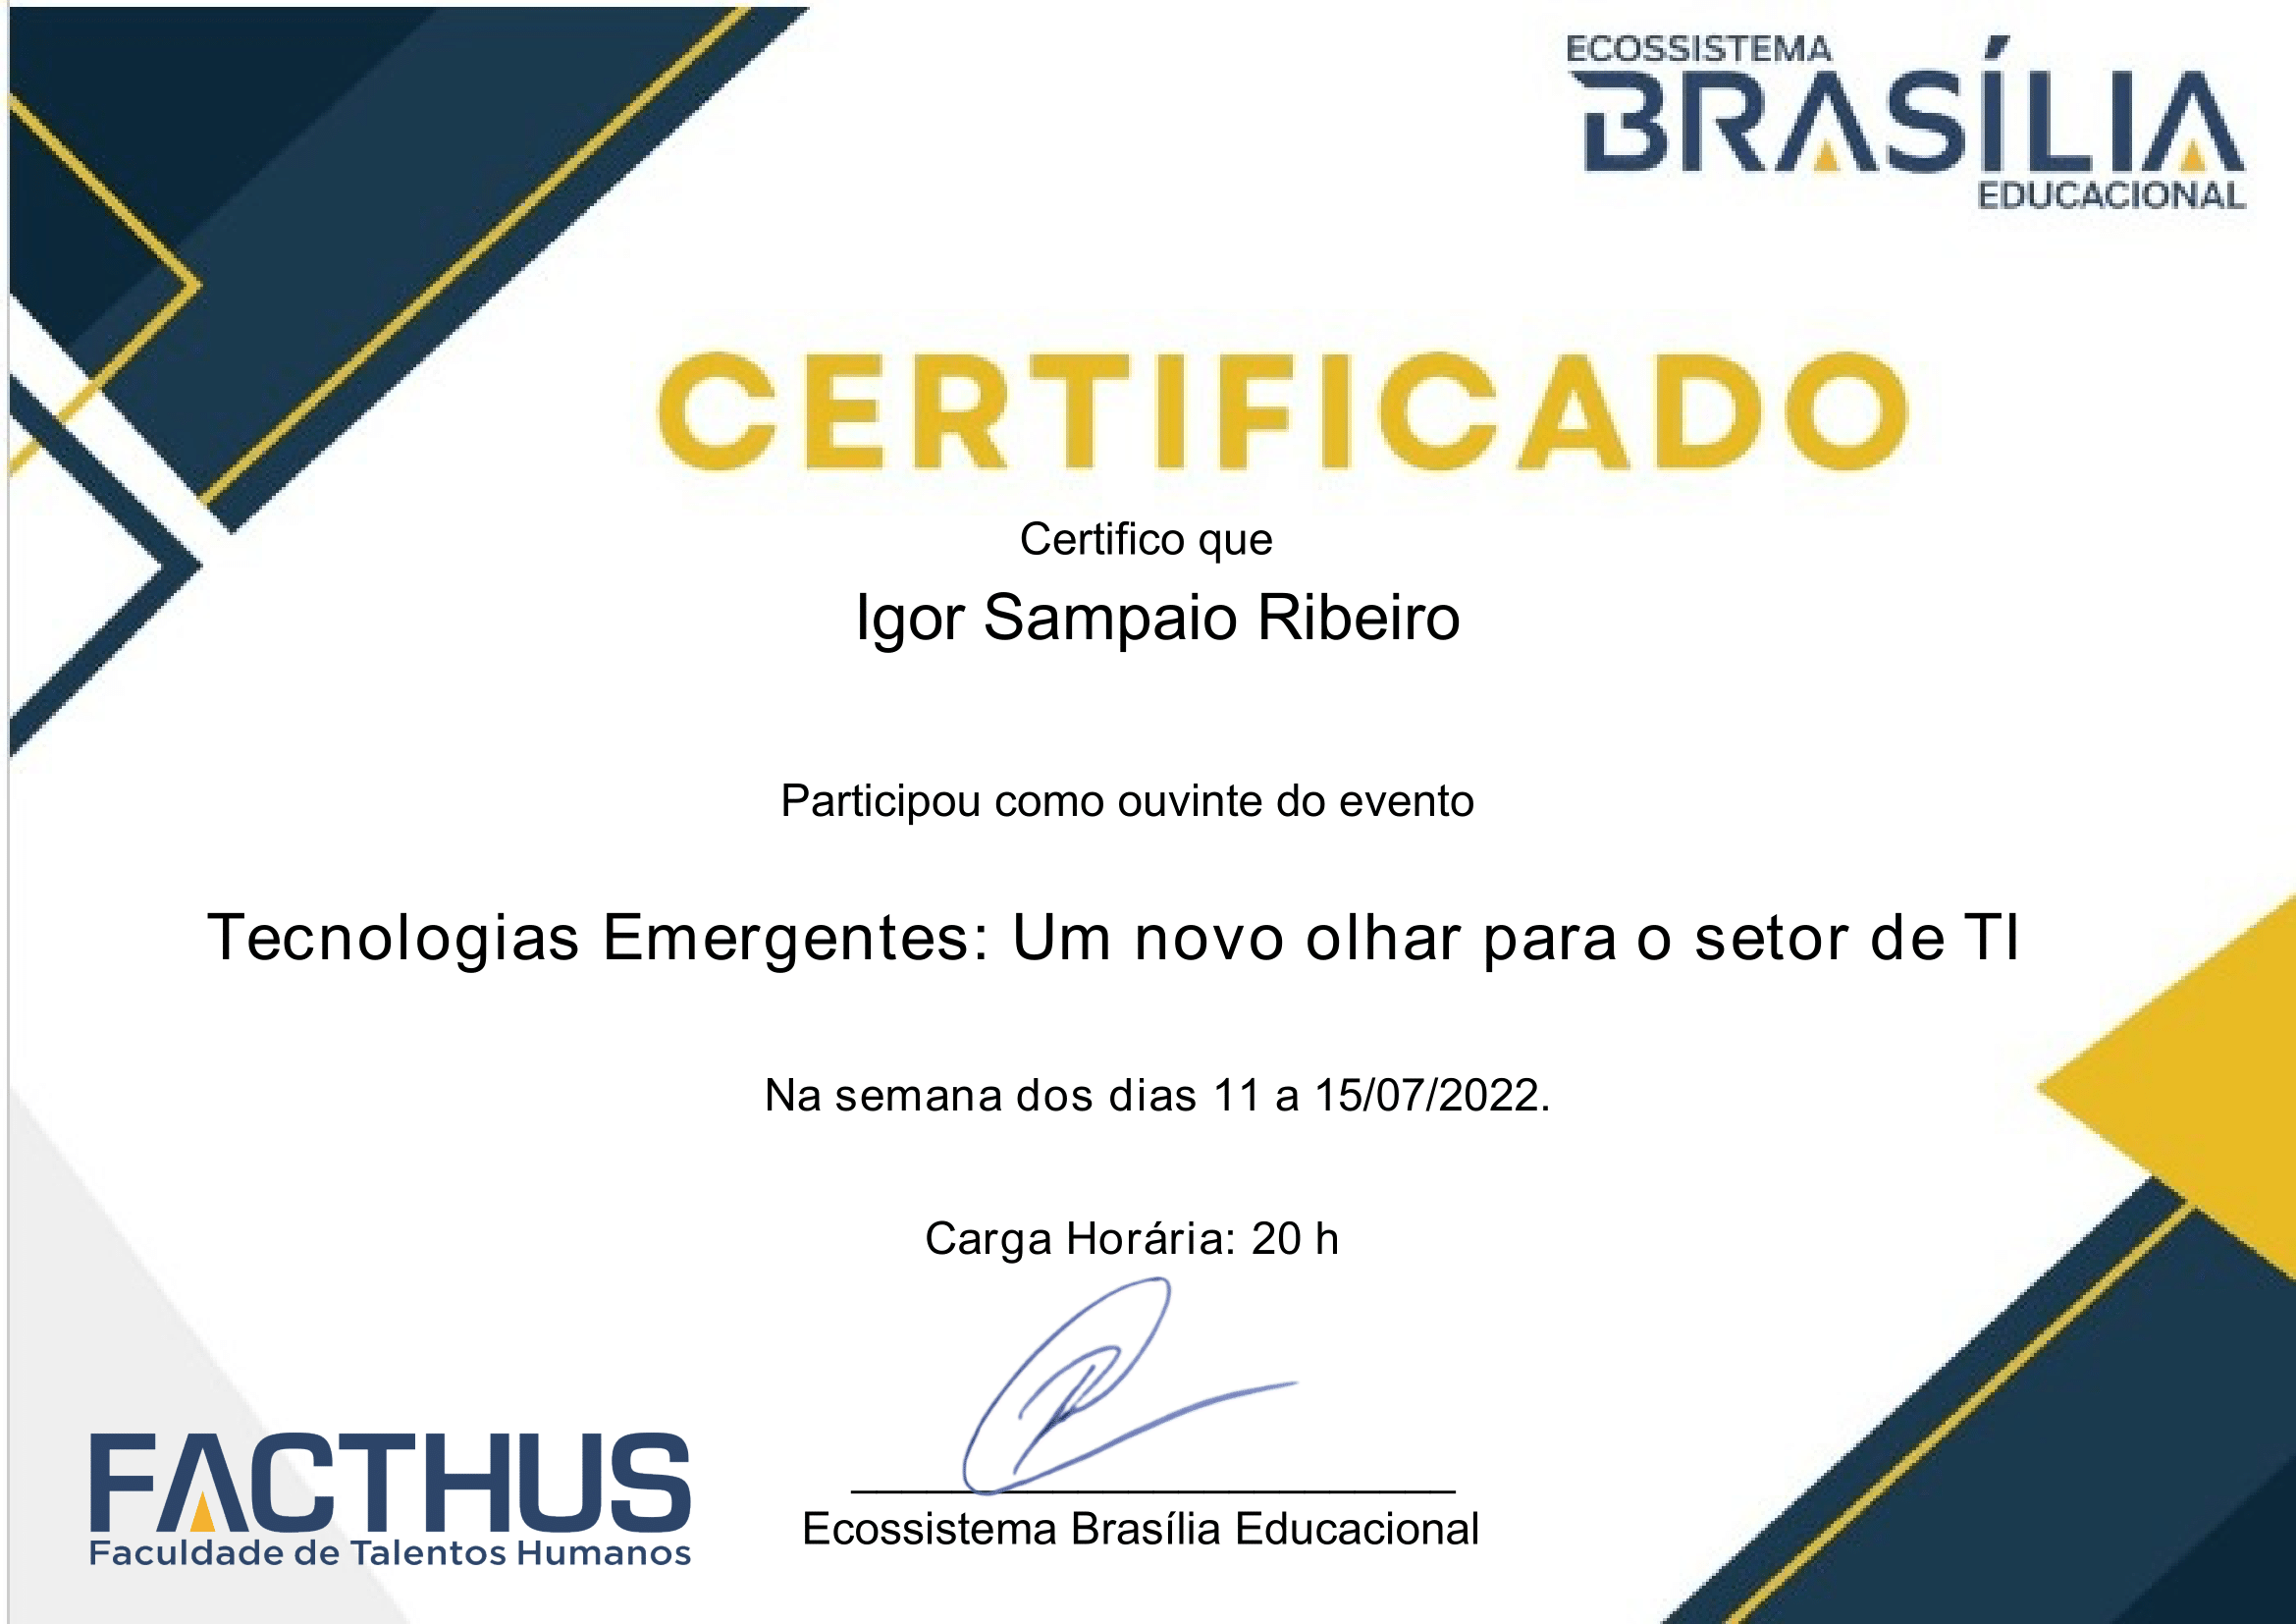 ECOSSISTEMA
BRASÍLIA
EDUCACIONAL
CERTIFICADO
Certifico que
Igor Sampaio Ribeiro
Participou como ouvinte do evento
Tecnologias Emergentes: Um novo olhar para o setor de TI
Na semana dos dias 11 a 15/07/2022.
Carga Horária: 20 h
Ecossistema Brasília Educacional
FACTHUS
Faculdade de Talentos Humanos